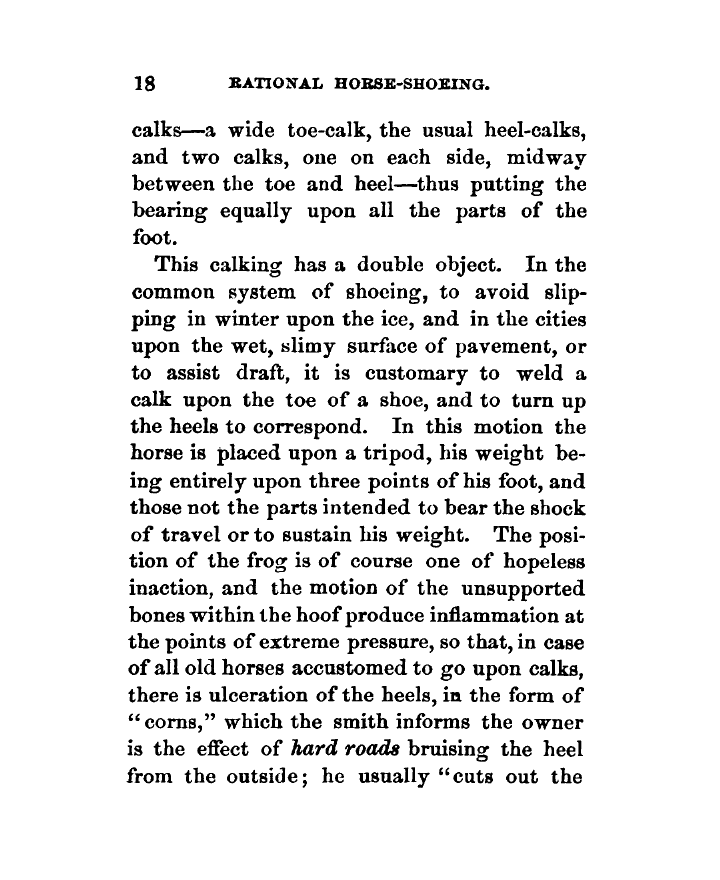 18 RATIONAL HORSE-SHOEING.
calks—a wide toe-calk, the usual heel-calks,
and two calks, one on each side, midway
between the toe and heel—thus putting the
bearing equally upon all the parts of the
foot.
This calking has a double object. In the
common system of shoeing, to avoid slip-
ping in winter upon the ice, and in the cities
upon the wet, slimy surface of pavement, or
to assist draft, it is customary to weld a
calk upon the toe of a shoe, and to turn up
the heels to correspond. In this motion the
horse is placed upon a tripod, his weight be-
ing entirely upon three points of his foot, and
those not the parts intended to bear the shock
of travel or to sustain his weight. The posi-
tion of the frog is of course one of hopeless
inaction, and the motion of the unsupported
bones within the hoof produce inflammation at
the points of extreme pressure, so that, in case
of all old horses accustomed to go upon calks,
there is ulceration of the heels, in the form of
“corns,” which the smith informs the owner
is the effect of hard roads bruising the heel
from the outside; he usually “cuts out the